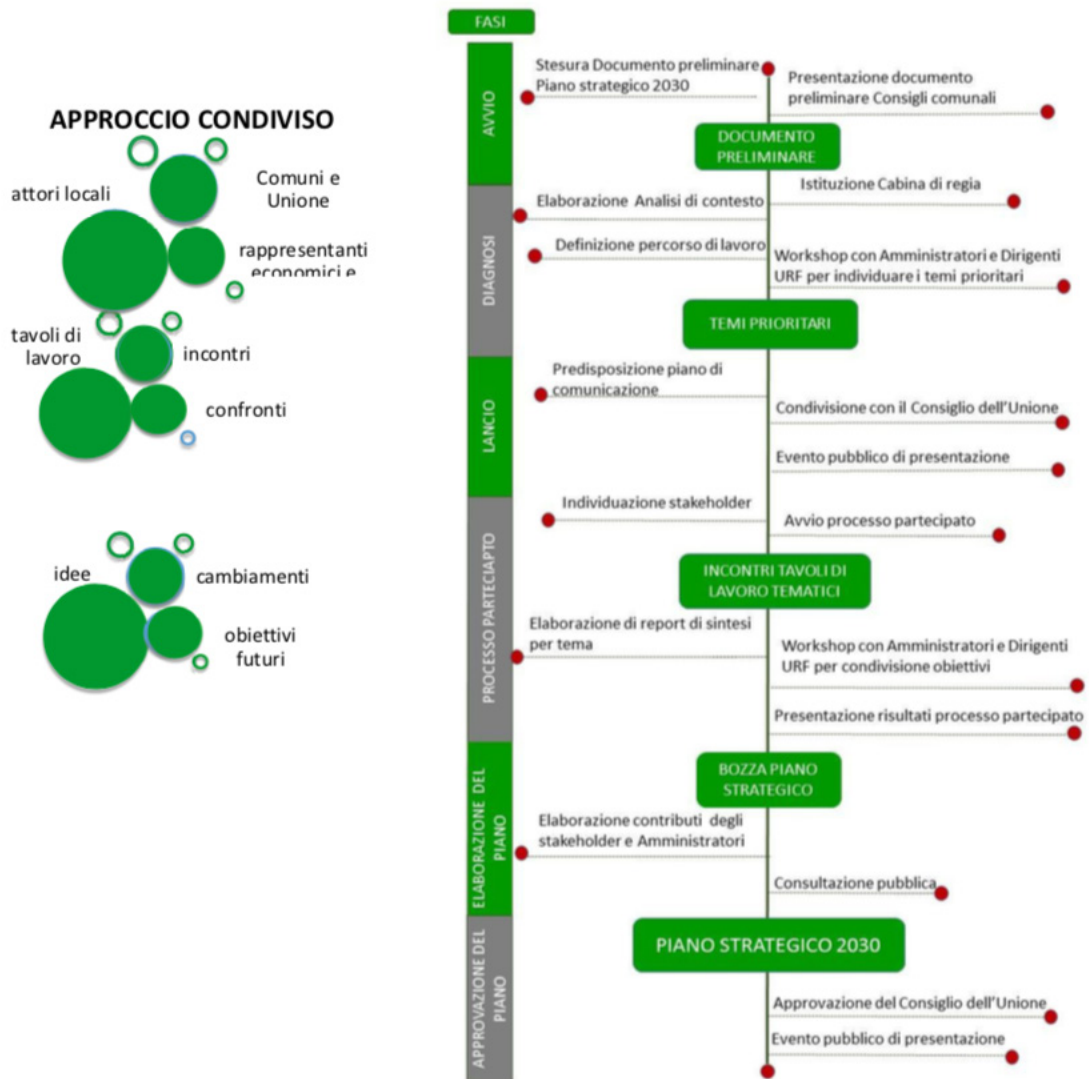 APPROCCIO CONDIVISO
attori locali
Comuni e
Unione
rappresentanti
economici e
tavoli di
lavoro
incontri
confronti
idee
cambiamenti
obiettivi
futuri
FASI
AVVIO
Stesura Documento preliminare
Piano strategico 2030
Presentazione documento
preliminare Consigli comunali
DOCUMENTO
PRELIMINARE
DIAGNOSI
Istituzione Cabina di regia
Elaborazione Analisi di contesto
Definizione percorso di lavoro
Workshop con Amministratori e Dirigenti
URF per individuare i temi prioritari
TEMI PRIORITARI
LANCIO
Predisposizione piano di
comunicazione
Condivisione con il Consiglio dell'Unione
Evento pubblico di presentazione
PROCESSO PARTECIAPTO
Individuazione stakeholder
Avvio processo partecipato
INCONTRI TAVOLI DI
LAVORO TEMATICI
Elaborazione di report di sintesi
per tema
Workshop con Amministratori e Dirigenti
URF per condivisione obiettivi
Presentazione risultati processo partecipato
ELABORAZIONE DEL
PIANO
BOZZA PIANO
STRATEGICO
Elaborazione contributi degli
stakeholder e Amministratori
Consultazione pubblica
APPROVAZIONE DEL
PIANO
PIANO STRATEGICO 2030
Approvazione del Consiglio dell'Unione
Evento pubblico di presentazione